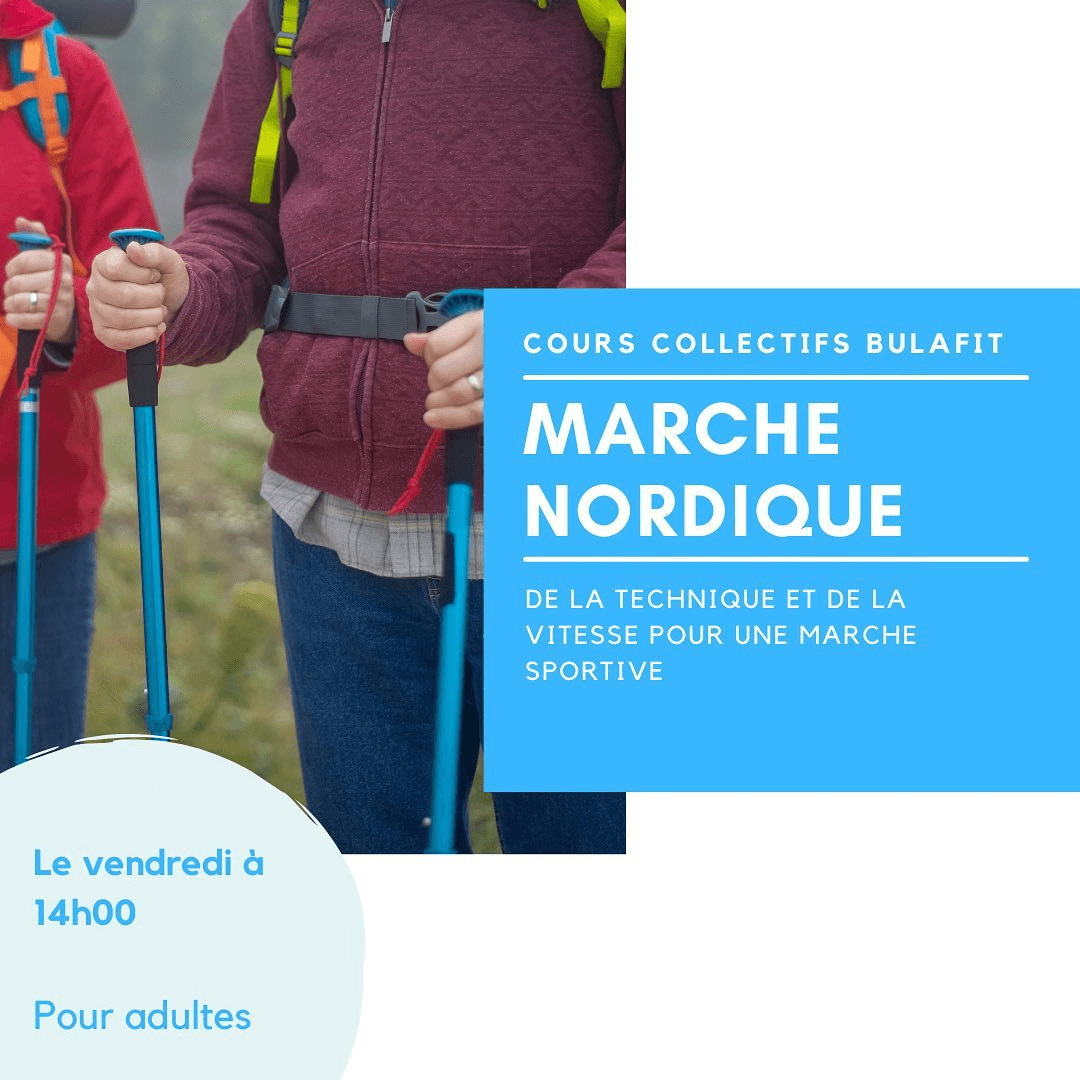 COURS COLLECTIFS BULAFIT
MARCHE
NORDIQUE
DE LA TECHNIQUE ET DE LA
VITESSE POUR UNE MARCHE
SPORTIVE
Le vendredi à
14h00
Pour adultes